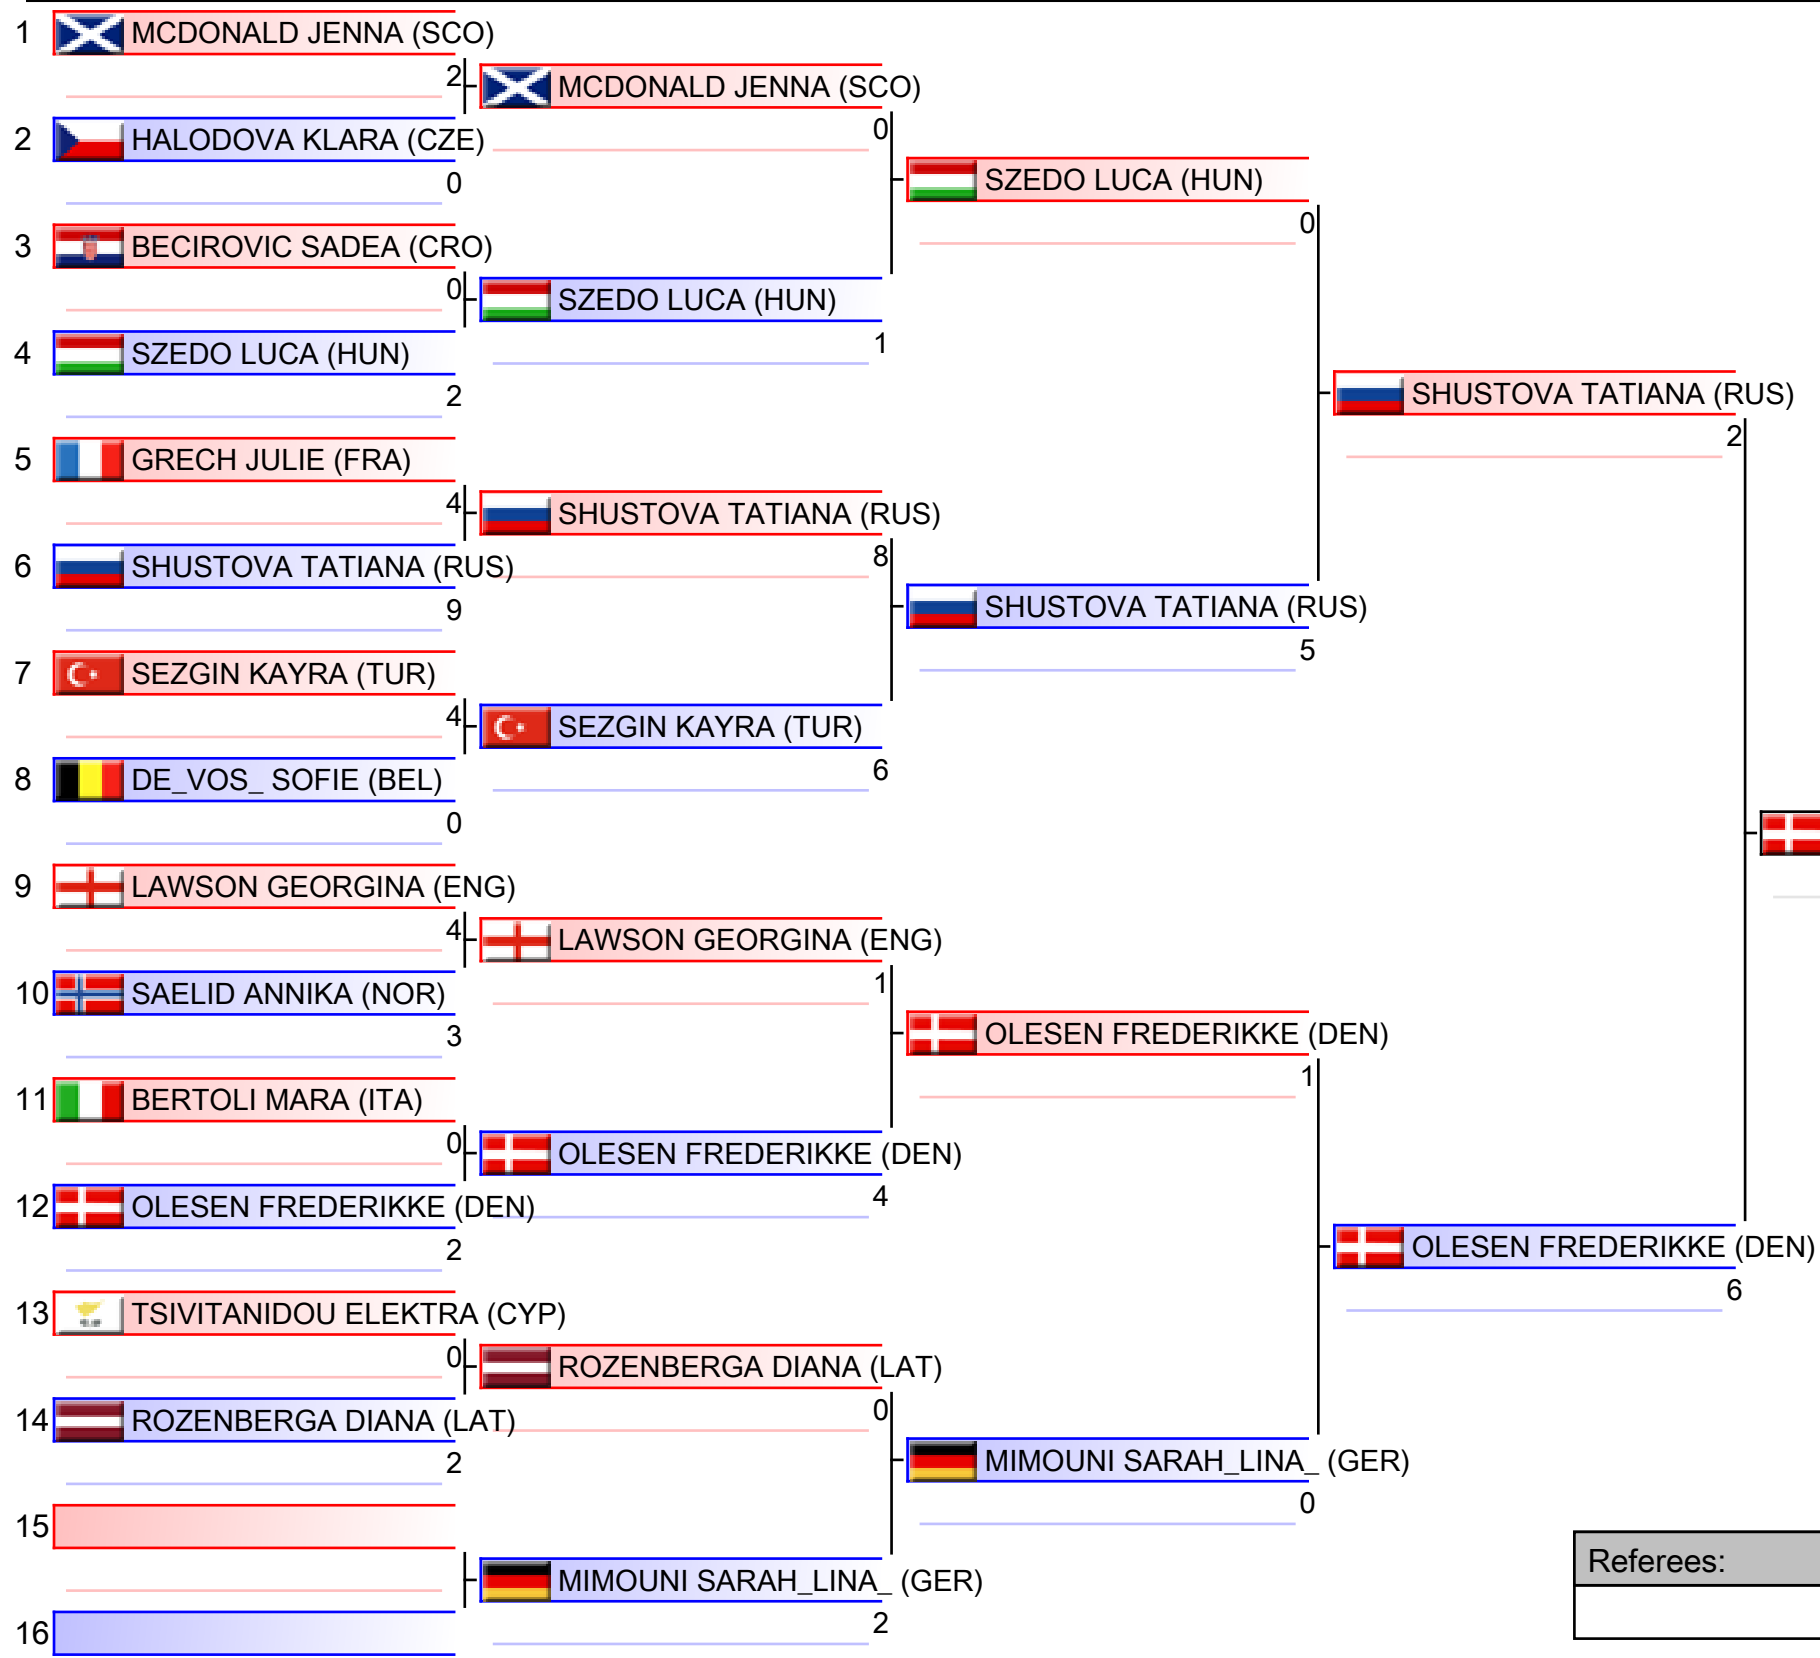 1 MCDONALD JENNA (SCO)
2 MCDONALD JENNA (SCO)
2 HALODOVA KLARA (CZE)
0
0
SZEDO LUCA (HUN)
0
3 BECIROVIC SADEA (CRO)
0 SZEDO LUCA (HUN)
1
4 SZEDO LUCA (HUN)
2
SHUSTOVA TATIANA (RUS)
2
5 GRECH JULIE (FRA)
4 SHUSTOVA TATIANA (RUS)
8
6 SHUSTOVA TATIANA (RUS)
9
SHUSTOVA TATIANA (RUS)
5
7 SEZGIN KAYRA (TUR)
4 SEZGIN KAYRA (TUR)
6
8 DE_VOS_ SOFIE (BEL)
0
9 LAWSON GEORGINA (ENG)
4 LAWSON GEORGINA (ENG)
1
10 SAELID ANNIKA (NOR)
3
OLESEN FREDERIKKE (DEN)
1
11 BERTOLI MARA (ITA)
0 OLESEN FREDERIKKE (DEN)
4
12 OLESEN FREDERIKKE (DEN)
2
OLESEN FREDERIKKE (DEN)
6
13 TSIVITANIDOU ELEKTRA (CYP)
0 ROZENBERGA DIANA (LAT)
0
14 ROZENBERGA DIANA (LAT)
2
MIMOUNI SARAH_LINA_ (GER)
0
15
MIMOUNI SARAH_LINA_ (GER)
2
16
Referees: